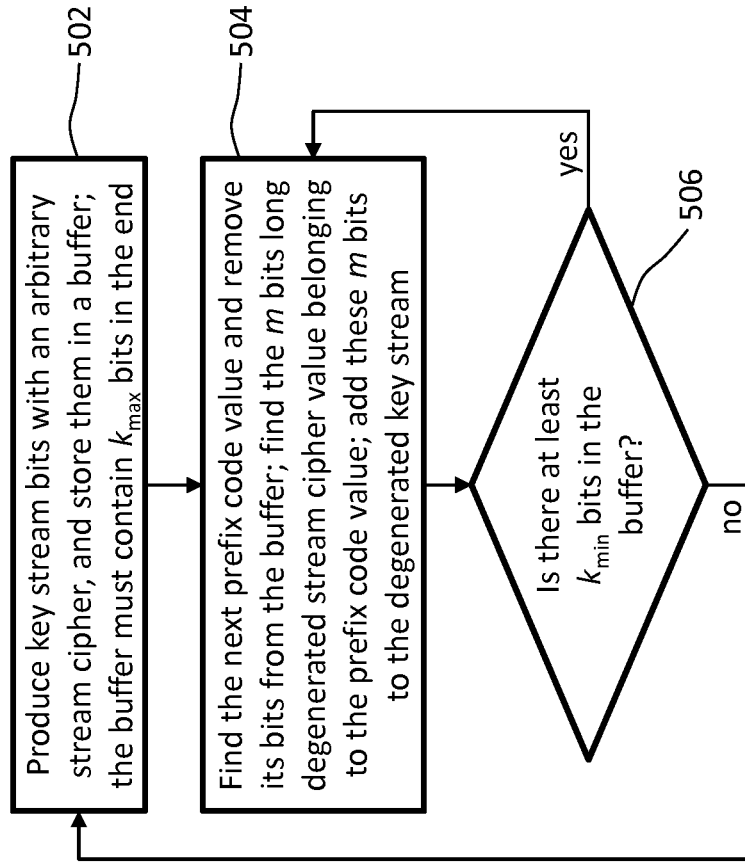 Produce key stream bits with an arbitrary
stream cipher, and store them in a buffer;
the buffer must contain kmax bits in the end
502
Find the next prefix code value and remove
its bits from the buffer; find the m bits long
degenerated stream cipher value belonging
to the prefix code value; add these m bits
to the degenerated key stream
504
Is there at least
kmin bits in the
buffer?
506
yes
no